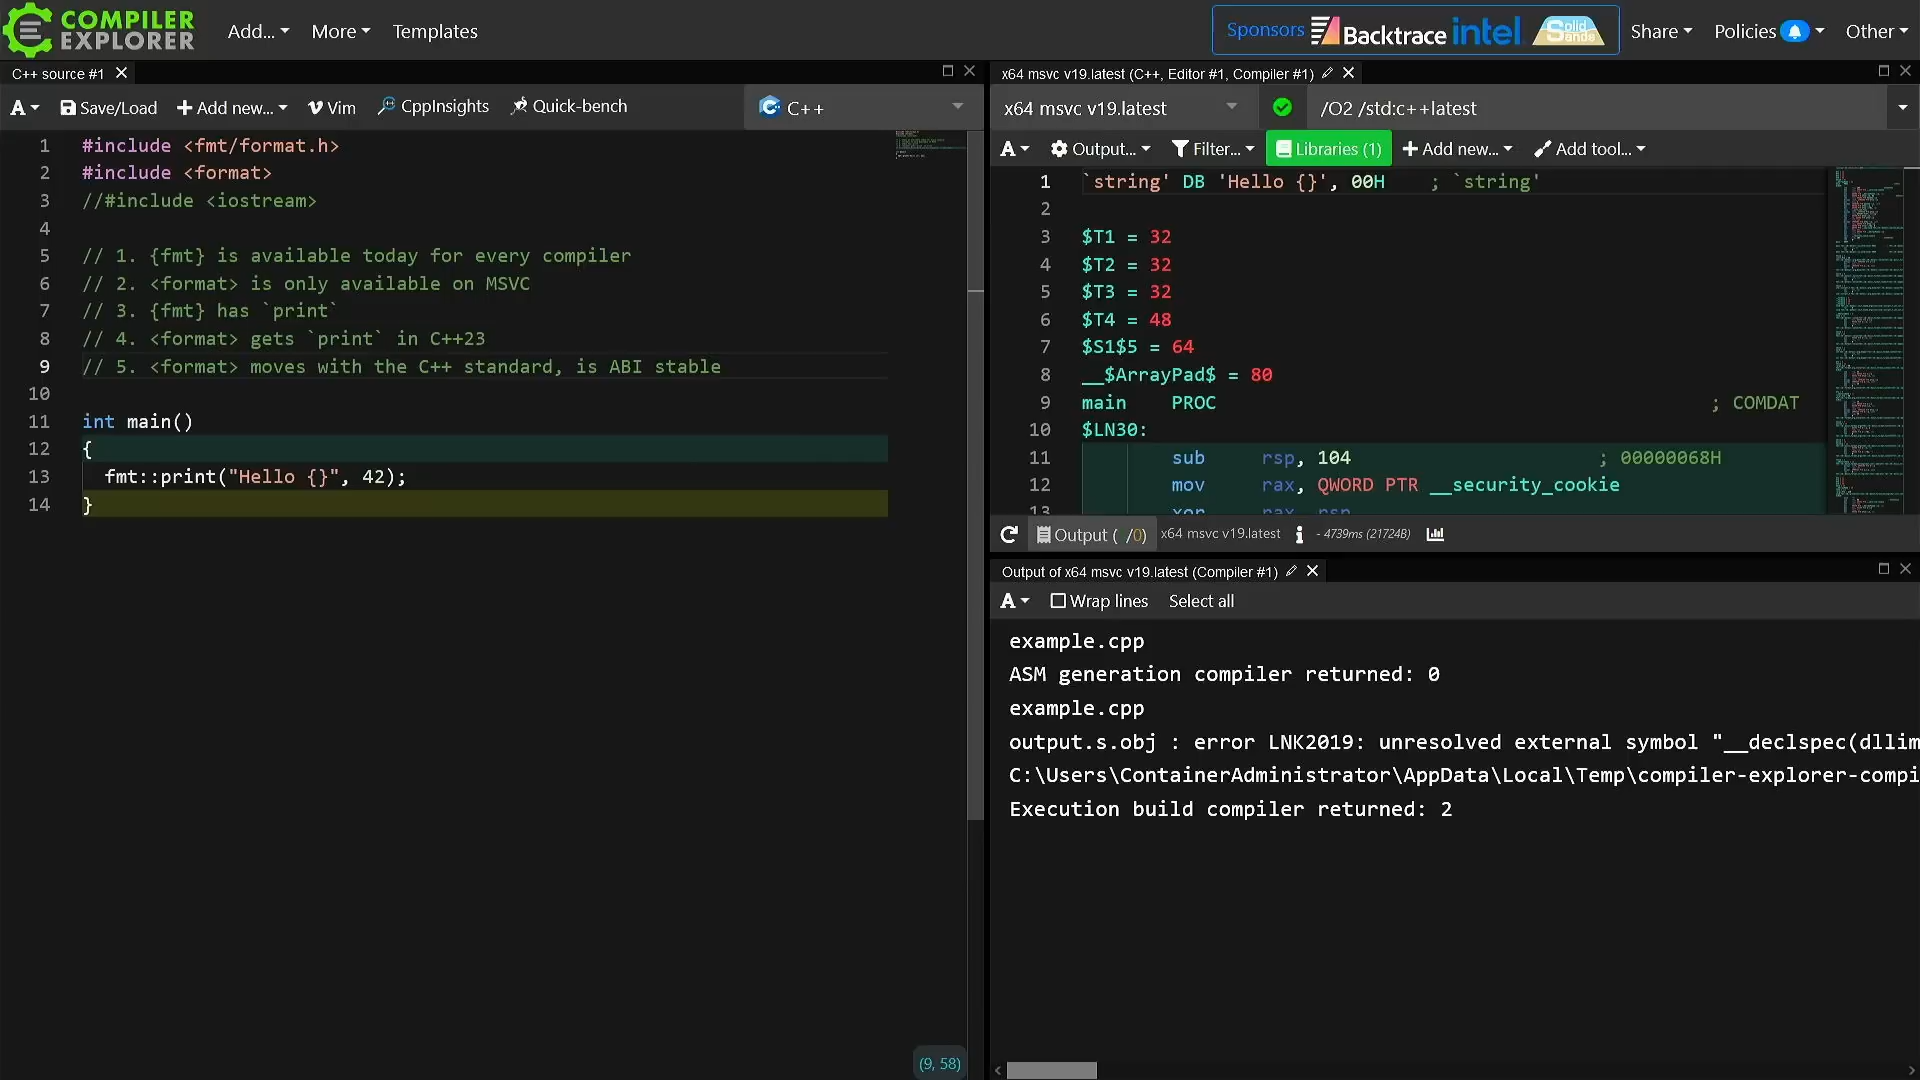 COMPILER EXPLORER Add... More Templates Sponsors Backtrace intel Solid Sands Share Policies Other
C++ source #1
A Save/Load Add new... Vim CppInsights Quick-bench C++
1 #include <fmt/format.h>
2 #include <format>
3 //#include <iostream>
4
5 // 1. {fmt} is available today for every compiler
6 // 2. <format> is only available on MSVC
7 // 3. {fmt} has `print`
8 // 4. <format> gets `print` in C++23
9 // 5. <format> moves with the C++ standard, is ABI stable
10
11 int main()
12 {
13 fmt::print("Hello {}", 42);
14 }
(9, 58)
x64 msvc v19.latest (C++, Editor #1, Compiler #1)
x64 msvc v19.latest /O2 /std:c++latest
A Output... Filter... Libraries (1) Add new... Add tool...
1 `string' DB 'Hello {}', 00H ; `string'
2
3 $T1 = 32
4 $T2 = 32
5 $T3 = 32
6 $T4 = 48
7 $S1$5 = 64
8 __$ArrayPad$ = 80
9 main PROC ; COMDAT
10 $LN30:
11 sub rsp, 104 ; 00000068H
12 mov rax, QWORD PTR __security_cookie
13 xor rax, rsp
Output ( /0) x64 msvc v19.latest - 4739ms (21724B)
Output of x64 msvc v19.latest (Compiler #1)
A Wrap lines Select all
example.cpp
ASM generation compiler returned: 0
example.cpp
output.s.obj : error LNK2019: unresolved external symbol "__declspec(dllim
C:\Users\ContainerAdministrator\AppData\Local\Temp\compiler-explorer-compi
Execution build compiler returned: 2